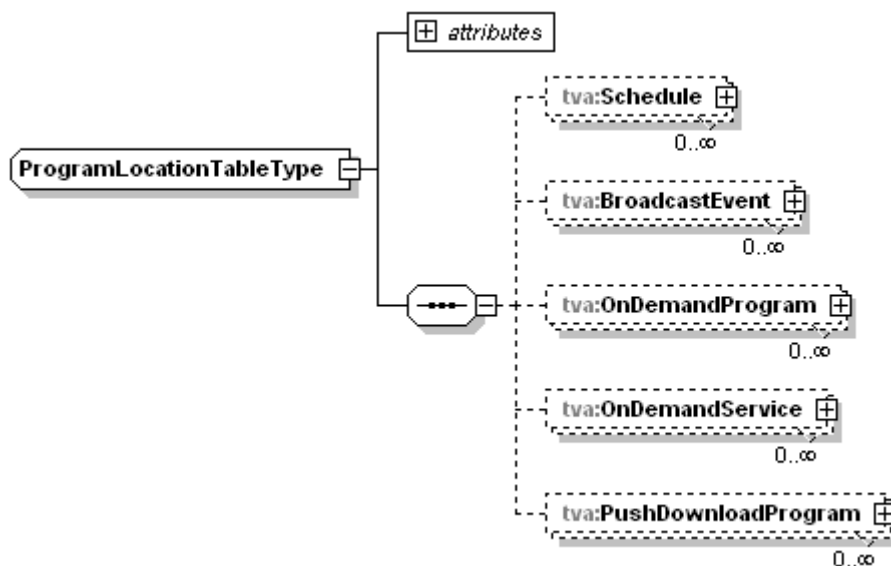 attributes
tva:Schedule
0..∞
ProgramLocationTableType
tva:BroadcastEvent
0..∞
tva:OnDemandProgram
0..∞
tva:OnDemandService
0..∞
tva:PushDownloadProgram
0..∞